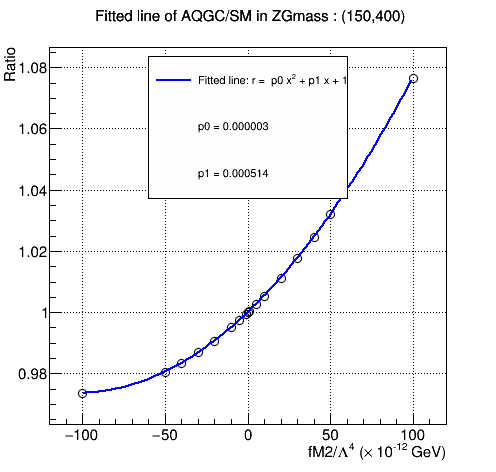 Fitted line of AQGC/SM in ZGmass : (150,400)
Ratio
1.08
1.06
1.04
1.02
1
0.98
Fitted line: r = p0 x² + p1 x + 1
p0 = 0.000003
p1 = 0.000514
−100 −50 0 50 100
fM2/Λ⁴ (× 10⁻¹² GeV)